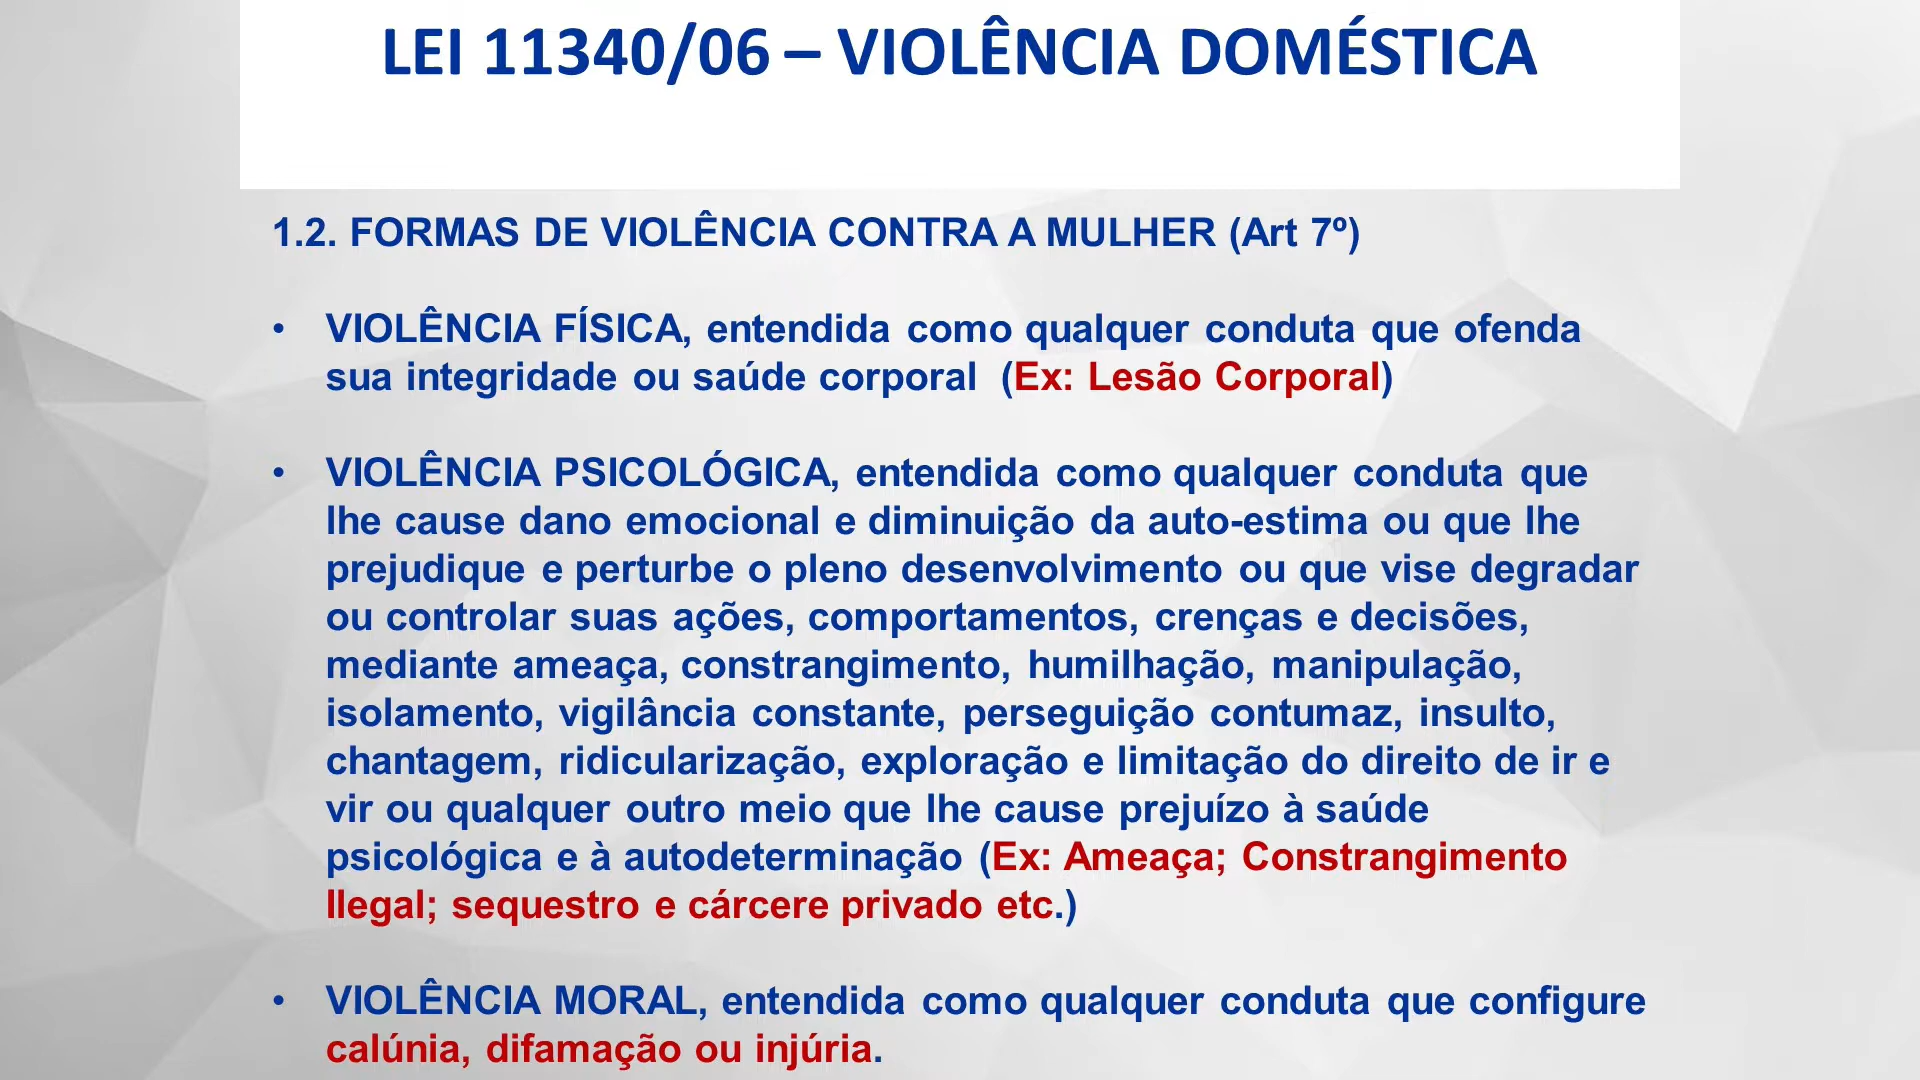 LEI 11340/06 – VIOLÊNCIA DOMÉSTICA
1.2. FORMAS DE VIOLÊNCIA CONTRA A MULHER (Art 7º)
• VIOLÊNCIA FÍSICA, entendida como qualquer conduta que ofenda
sua integridade ou saúde corporal (Ex: Lesão Corporal)
• VIOLÊNCIA PSICOLÓGICA, entendida como qualquer conduta que
lhe cause dano emocional e diminuição da auto-estima ou que lhe
prejudique e perturbe o pleno desenvolvimento ou que vise degradar
ou controlar suas ações, comportamentos, crenças e decisões,
mediante ameaça, constrangimento, humilhação, manipulação,
isolamento, vigilância constante, perseguição contumaz, insulto,
chantagem, ridicularização, exploração e limitação do direito de ir e
vir ou qualquer outro meio que lhe cause prejuízo à saúde
psicológica e à autodeterminação (Ex: Ameaça; Constrangimento
Ilegal; sequestro e cárcere privado etc.)
• VIOLÊNCIA MORAL, entendida como qualquer conduta que configure
calúnia, difamação ou injúria.